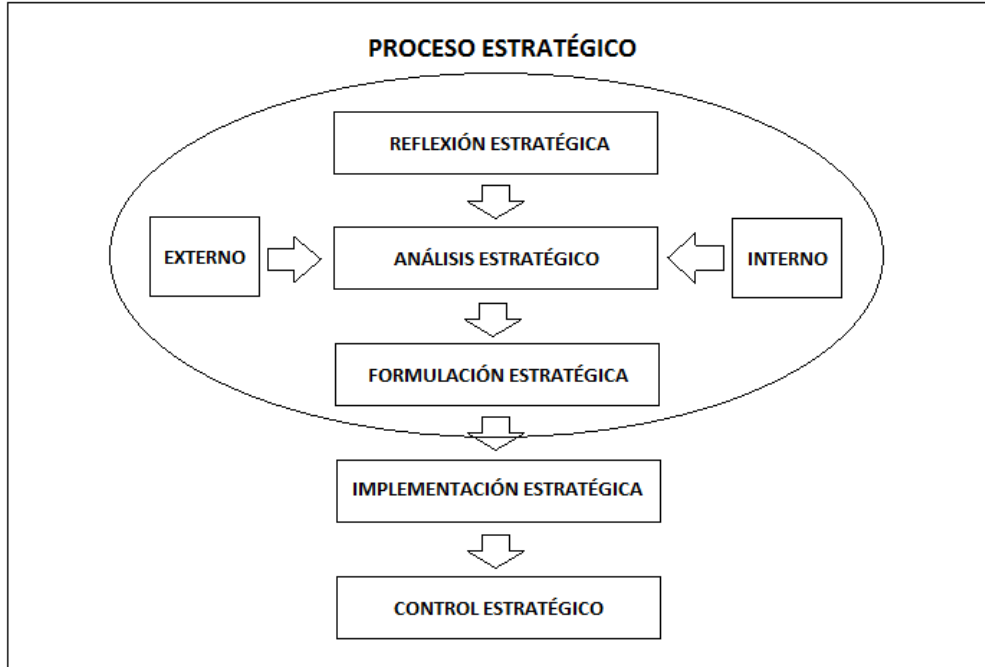 PROCESO ESTRATÉGICO
REFLEXIÓN ESTRATÉGICA
EXTERNO
ANÁLISIS ESTRATÉGICO
INTERNO
FORMULACIÓN ESTRATÉGICA
IMPLEMENTACIÓN ESTRATÉGICA
CONTROL ESTRATÉGICO